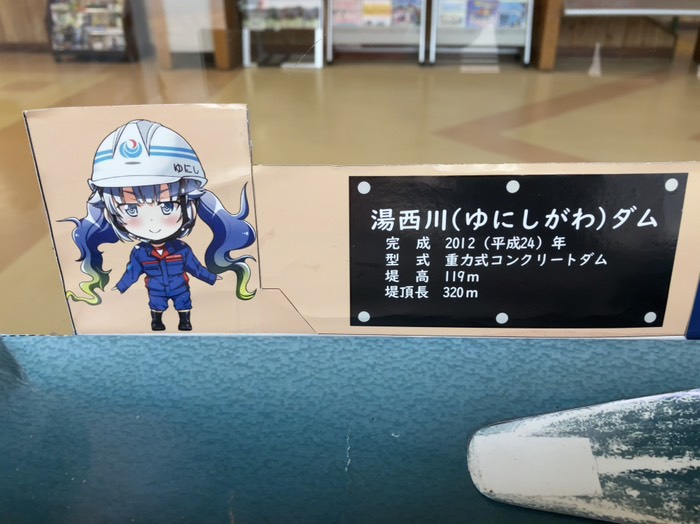 ゆにし
湯西川(ゆにしがわ)ダム
完 成 2012(平成24)年
型 式 重力式コンクリートダム
堤 高 119m
堤頂長 320m